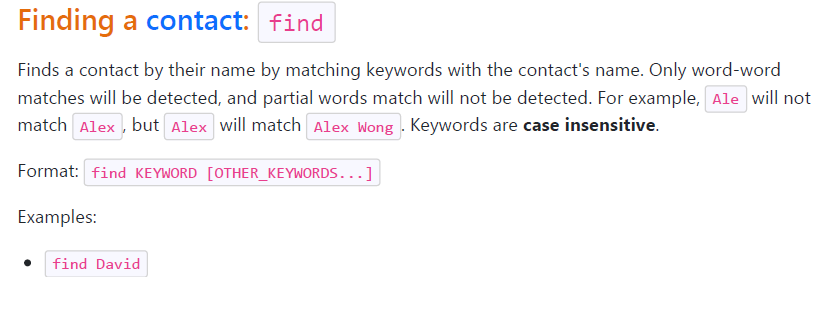 Finding a contact: find
Finds a contact by their name by matching keywords with the contact's name. Only word-word
matches will be detected, and partial words match will not be detected. For example, Ale will not
match Alex, but Alex will match Alex Wong. Keywords are case insensitive.
Format: find KEYWORD [OTHER_KEYWORDS...]
Examples:
• find David